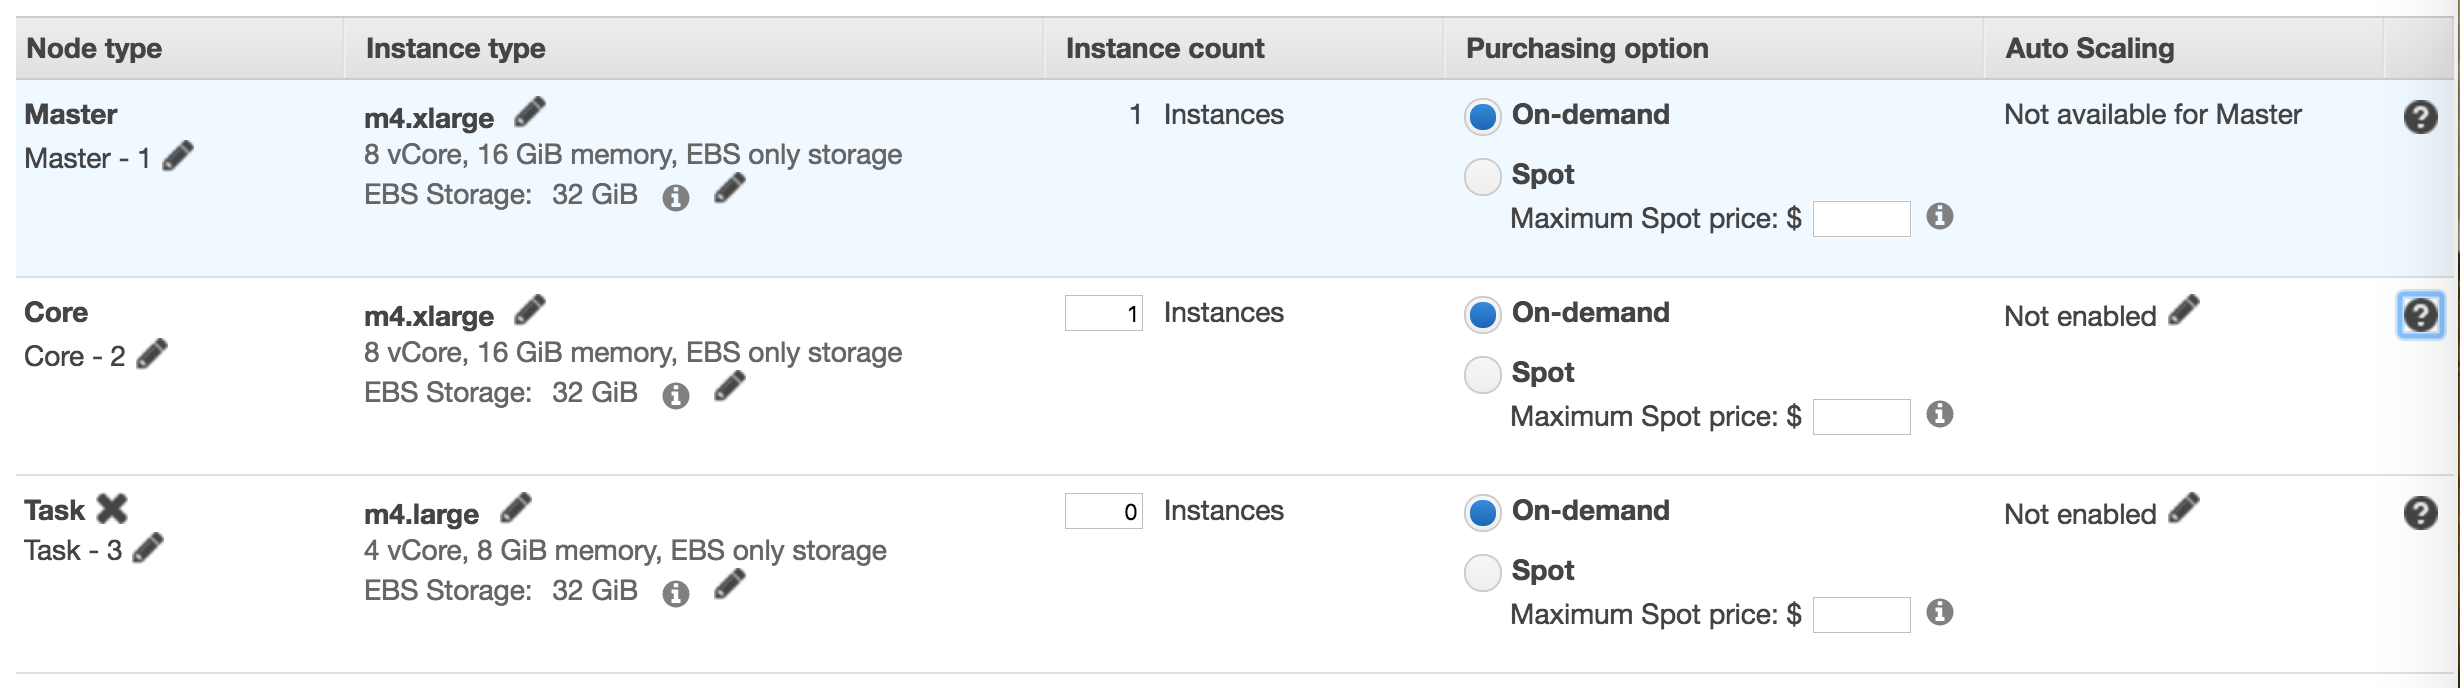 Node type Instance type Instance count Purchasing option Auto Scaling
Master m4.xlarge 1 Instances On-demand Not available for Master
Master - 1 8 vCore, 16 GiB memory, EBS only storage
EBS Storage: 32 GiB Spot
Maximum Spot price: $
Core m4.xlarge 1 Instances On-demand Not enabled
Core - 2 8 vCore, 16 GiB memory, EBS only storage
EBS Storage: 32 GiB Spot
Maximum Spot price: $
Task m4.large 0 Instances On-demand Not enabled
Task - 3 4 vCore, 8 GiB memory, EBS only storage
EBS Storage: 32 GiB Spot
Maximum Spot price: $